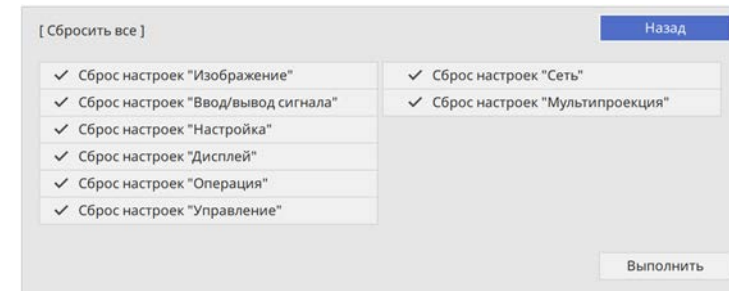 [ Сбросить все ]
Назад
Сброс настроек "Изображение"
Сброс настроек "Ввод/вывод сигнала"
Сброс настроек "Настройка"
Сброс настроек "Дисплей"
Сброс настроек "Операция"
Сброс настроек "Управление"
Сброс настроек "Сеть"
Сброс настроек "Мультипроекция"
Выполнить